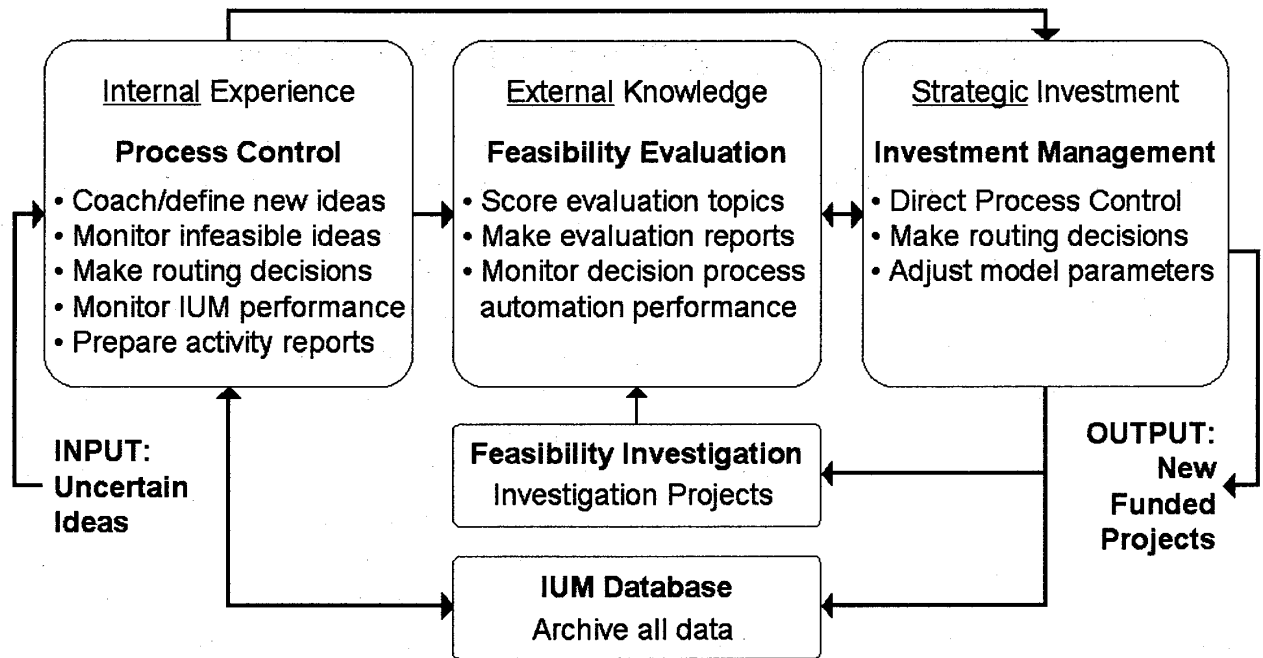 Internal Experience
Process Control
• Coach/define new ideas
• Monitor infeasible ideas
• Make routing decisions
• Monitor IUM performance
• Prepare activity reports
External Knowledge
Feasibility Evaluation
• Score evaluation topics
• Make evaluation reports
• Monitor decision process
automation performance
Strategic Investment
Investment Management
• Direct Process Control
• Make routing decisions
• Adjust model parameters
INPUT:
Uncertain
Ideas
Feasibility Investigation
Investigation Projects
OUTPUT:
New
Funded
Projects
IUM Database
Archive all data